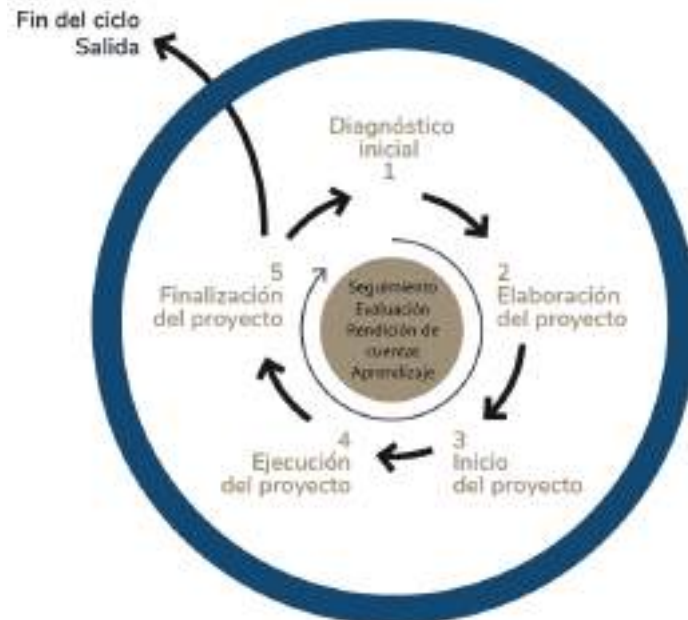 Fin del ciclo
Salida
Diagnóstico
inicial
1
2
Elaboración
del proyecto
3
Inicio
del proyecto
4
Ejecución
del proyecto
5
Finalización
del proyecto
Seguimiento
Evaluación
Rendición de
cuentas
Aprendizaje